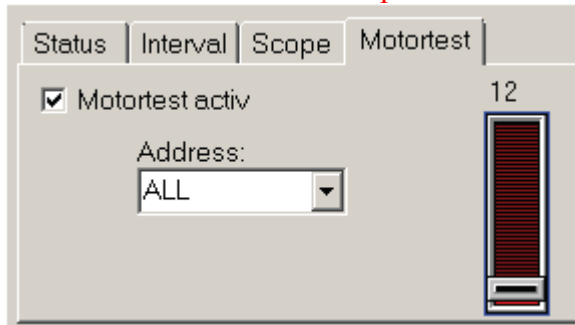 Status Interval Scope Motortest
Motortest activ
12
Address:
ALL